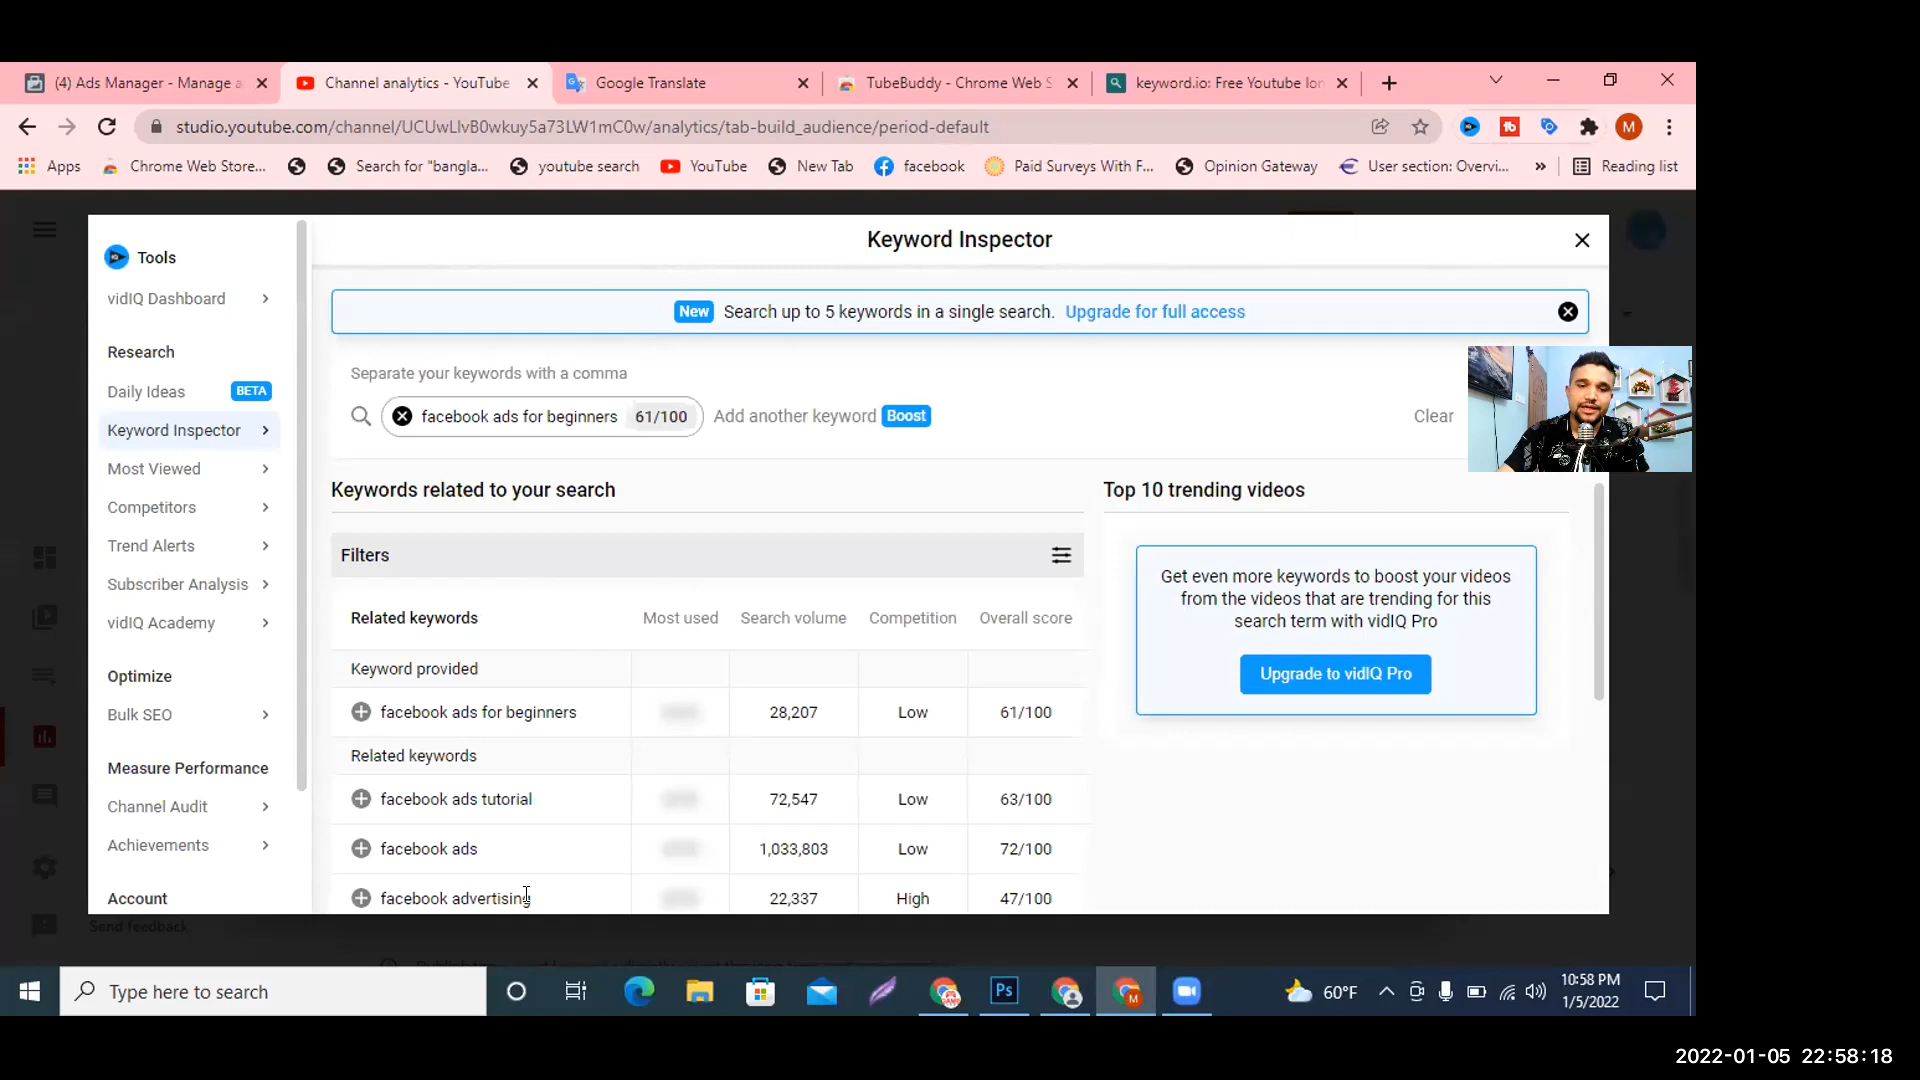 (4) Ads Manager - Manage a
Channel analytics - YouTube
Google Translate
TubeBuddy - Chrome Web S
keyword.io: Free Youtube lon
studio.youtube.com/channel/UCUwLlvB0wkuy5a73LW1mC0w/analytics/tab-build_audience/period-default
M
Apps
Chrome Web Store...
Search for "bangla...
youtube search
YouTube
New Tab
facebook
Paid Surveys With F...
Opinion Gateway
User section: Overvi...
»
Reading list
Tools
vidIQ Dashboard
Research
Daily Ideas BETA
Keyword Inspector
Most Viewed
Competitors
Trend Alerts
Subscriber Analysis
vidIQ Academy
Optimize
Bulk SEO
Measure Performance
Channel Audit
Achievements
Account
Send feedback
Keyword Inspector
New Search up to 5 keywords in a single search. Upgrade for full access
Separate your keywords with a comma
facebook ads for beginners 61/100 Add another keyword Boost Clear
Keywords related to your search
Filters
Related keywords Most used Search volume Competition Overall score
Keyword provided
facebook ads for beginners 28,207 Low 61/100
Related keywords
facebook ads tutorial 72,547 Low 63/100
facebook ads 1,033,803 Low 72/100
facebook advertising 22,337 High 47/100
Top 10 trending videos
Get even more keywords to boost your videos
from the videos that are trending for this
search term with vidIQ Pro
Upgrade to vidIQ Pro
Type here to search
Ps
M
60°F
10:58 PM
1/5/2022
2022-01-05 22:58:18